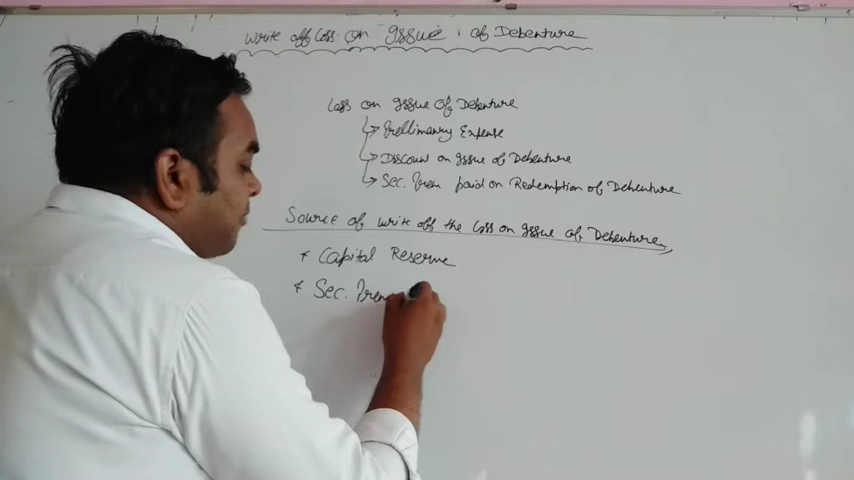 Write off Loss on Issue of Debenture
Loss on Issue of Debenture
Prellimanry Expense
Discount on Issue of Debenture
Sec. Prem paid on Redemption of Debenture
Source of write off the Loss on Issue of Debenture
* Capital Reserve
* Sec. Prem